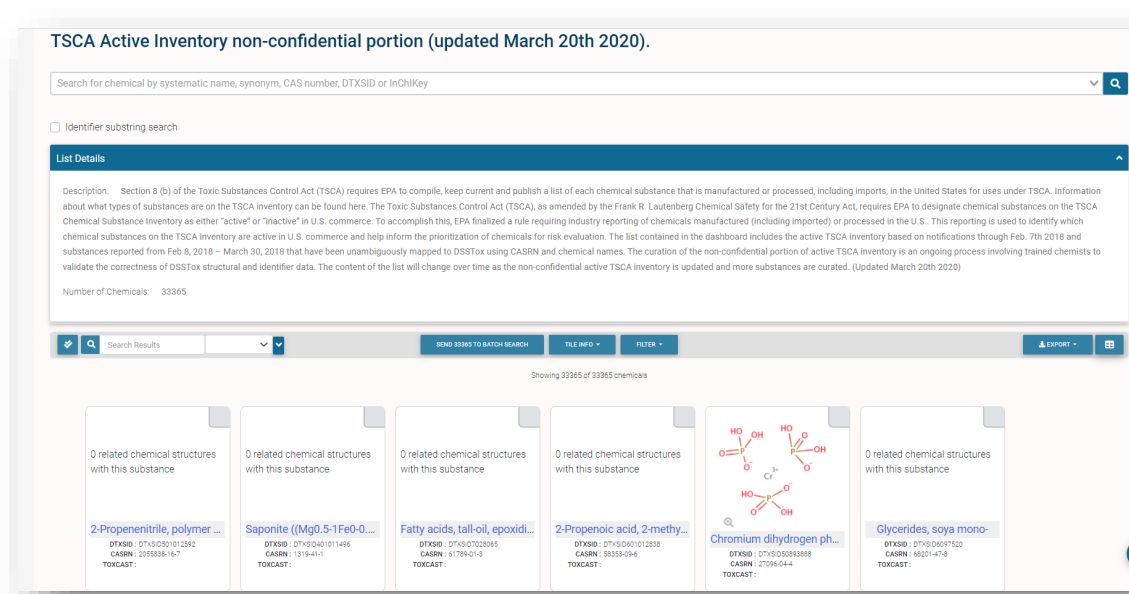 TSCA Active Inventory non-confidential portion (updated March 20th 2020).
Search for chemical by systematic name, synonym, CAS number, DTXSID or InChIKey
Identifier substring search
List Details
Description: Section 8 (b) of the Toxic Substances Control Act (TSCA) requires EPA to compile, keep current and publish a list of each chemical substance that is manufactured or processed, including imports, in the United States for uses under TSCA. Information
about what types of substances are on the TSCA inventory can be found here. The Toxic Substances Control Act (TSCA), as amended by the Frank R. Lautenberg Chemical Safety for the 21st Century Act, requires EPA to designate chemical substances on the TSCA
Chemical Substance Inventory as either "active" or "inactive" in U.S. commerce. To accomplish this, EPA finalized a rule requiring industry reporting of chemicals manufactured (including imported) or processed in the U.S.. This reporting is used to identify which
chemical substances on the TSCA Inventory are active in U.S. commerce and help inform the prioritization of chemicals for risk evaluation. The list contained in the dashboard includes the active TSCA inventory based on notifications through Feb. 7th 2018 and
substances reported from Feb 8, 2018 – March 30, 2018 that have been unambiguously mapped to DSSTox using CASRN and chemical names. The curation of the non-confidential portion of active TSCA inventory is an ongoing process involving trained chemists to
validate the correctness of DSSTox structural and identifier data. The content of the list will change over time as the non-confidential active TSCA inventory is updated and more substances are curated. (Updated March 20th 2020)
Number of Chemicals: 33365
Search Results
SEND 33365 TO BATCH SEARCH
TILE INFO
FILTER
EXPORT
Showing 33365 of 33365 chemicals
0 related chemical structures
with this substance
2-Propenenitrile, polymer ...
DTXSID : DTXSID501012592
CASRN : 2055838-16-7
TOXCAST :
0 related chemical structures
with this substance
Saponite ((Mg0.5-1Fe0-0....
DTXSID : DTXSID401011496
CASRN : 1319-41-1
TOXCAST :
0 related chemical structures
with this substance
Fatty acids, tall-oil, epoxidi...
DTXSID : DTXSID7028065
CASRN : 61789-01-3
TOXCAST :
0 related chemical structures
with this substance
2-Propenoic acid, 2-methy...
DTXSID : DTXSID601012838
CASRN : 58353-09-6
TOXCAST :
HO OH HO O
O P P OH
O⁻ O⁻
Cr³⁺
HO P O⁻
O OH
Chromium dihydrogen ph...
DTXSID : DTXSID50893888
CASRN : 27096-04-4
TOXCAST :
0 related chemical structures
with this substance
Glycerides, soya mono-
DTXSID : DTXSID6097520
CASRN : 68201-47-8
TOXCAST :